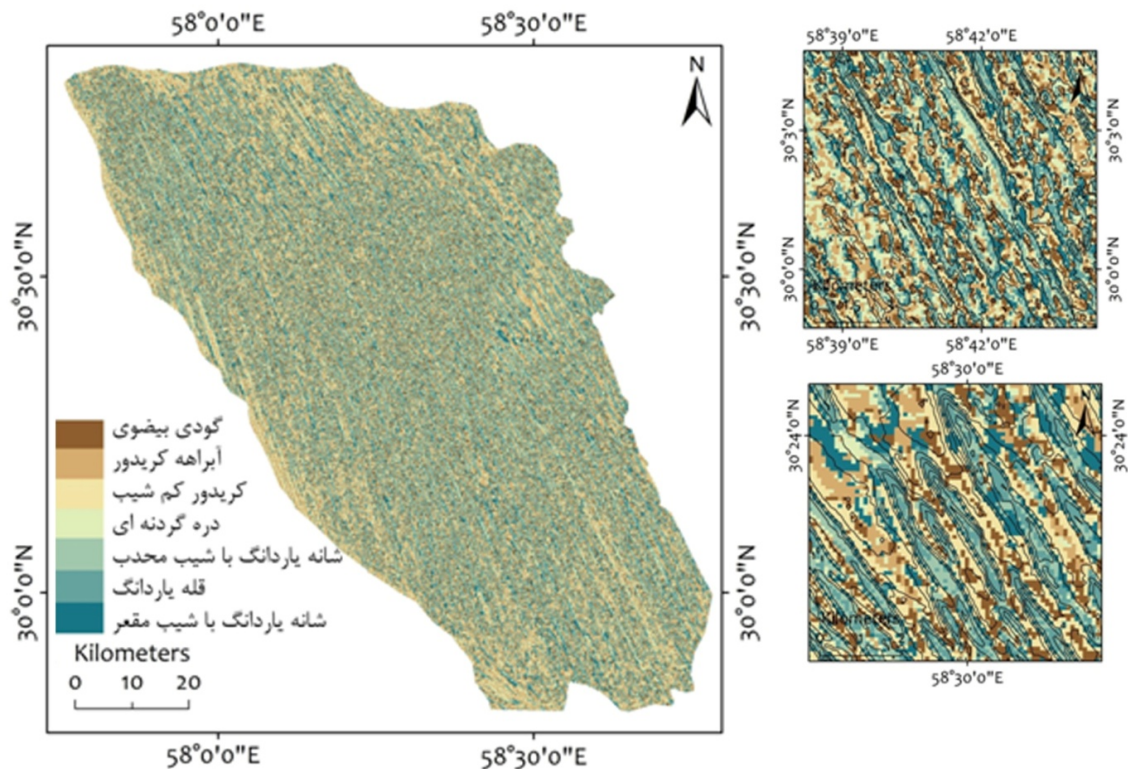 58°0'0"E
58°30'0"E
N
30°30'0"N
30°30'0"N
30°0'0"N
30°0'0"N
گودی بیضوی
آبراهه کریدور
کریدور کم شیب
دره گردنه ای
شانه یاردانگ با شیب محدب
قله یاردانگ
شانه یاردانگ با شیب مقعر
Kilometers
0 10 20
58°0'0"E
58°30'0"E
58°39'0"E
58°42'0"E
N
30°3'0"N
30°3'0"N
30°0'0"N
30°0'0"N
Kilometers
58°39'0"E
58°42'0"E
58°30'0"E
30°24'0"N
30°24'0"N
Kilometers
0
58°30'0"E